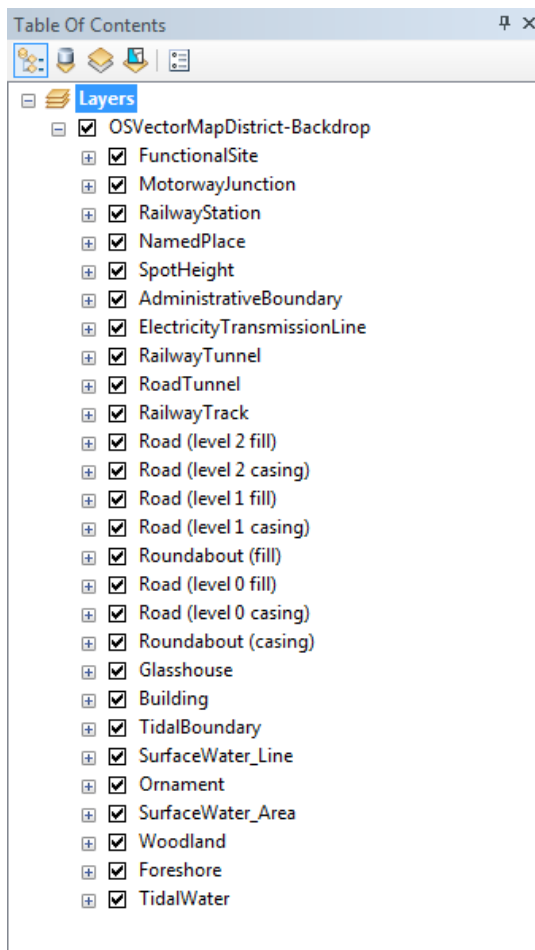 Table Of Contents
Layers
OSVectorMapDistrict-Backdrop
FunctionalSite
MotorwayJunction
RailwayStation
NamedPlace
SpotHeight
AdministrativeBoundary
ElectricityTransmissionLine
RailwayTunnel
RoadTunnel
RailwayTrack
Road (level 2 fill)
Road (level 2 casing)
Road (level 1 fill)
Road (level 1 casing)
Roundabout (fill)
Road (level 0 fill)
Road (level 0 casing)
Roundabout (casing)
Glasshouse
Building
TidalBoundary
SurfaceWater_Line
Ornament
SurfaceWater_Area
Woodland
Foreshore
TidalWater